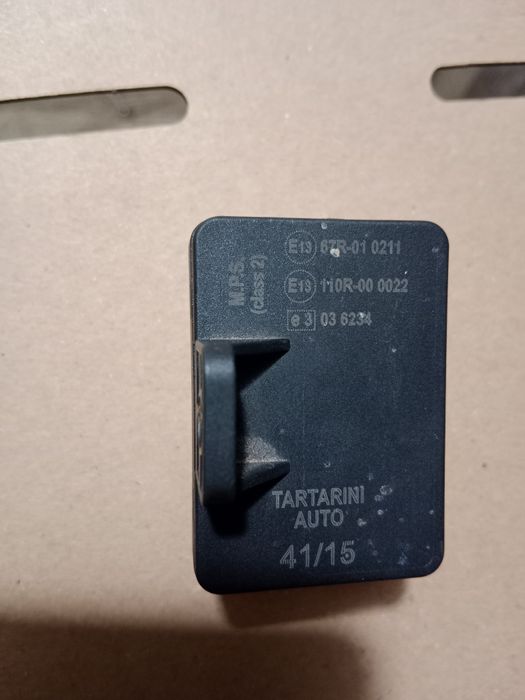 M.P.S.
(class 2)
E13 67R-01 0211
E13 110R-00 0022
e3 03 6234
TARTARINI
AUTO
41/15